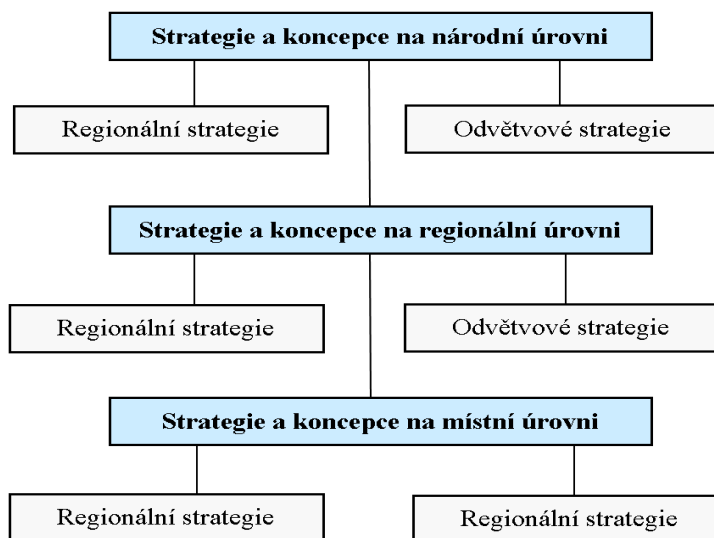 Strategie a koncepce na národní úrovni
Regionální strategie
Odvětvové strategie
Strategie a koncepce na regionální úrovni
Regionální strategie
Odvětvové strategie
Strategie a koncepce na místní úrovni
Regionální strategie
Regionální strategie